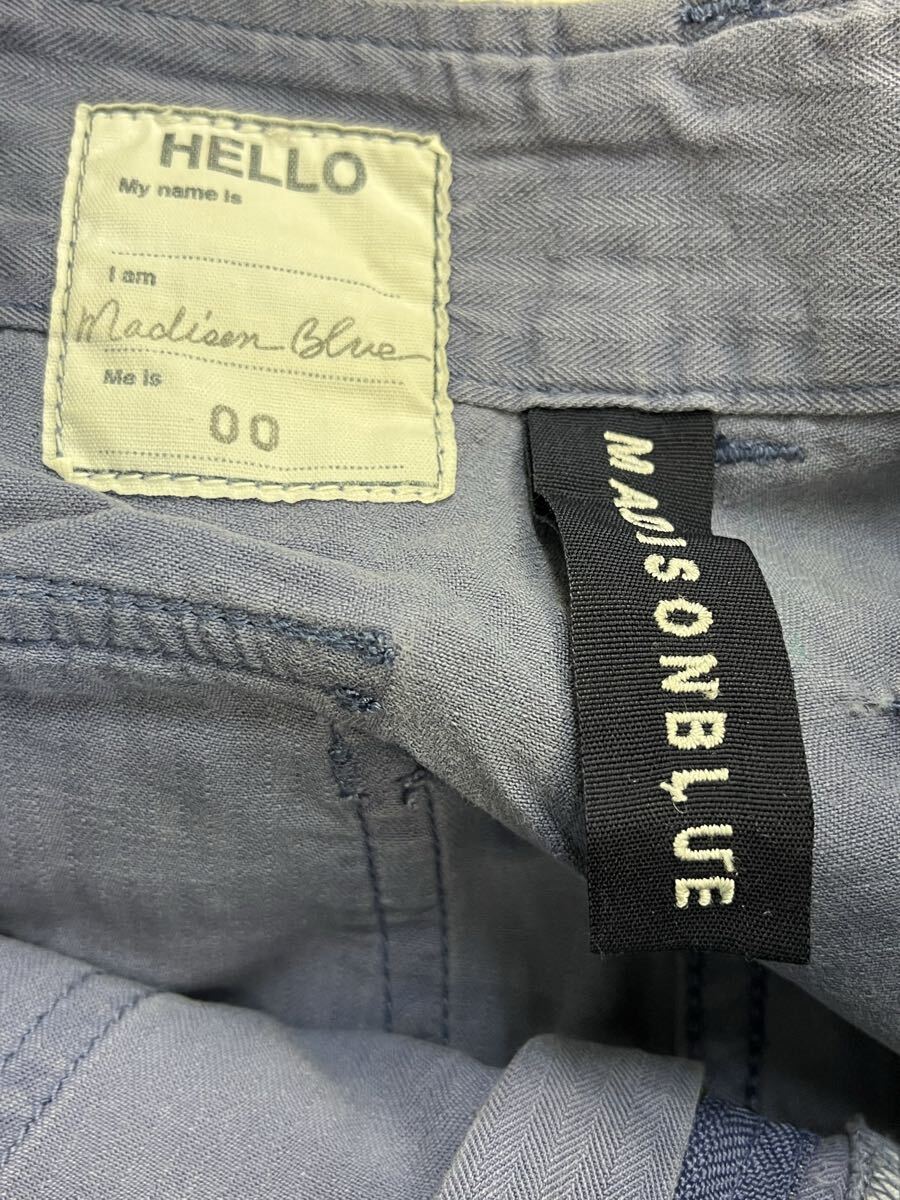 HELLO
My name is
I am
Madison Blue
Me is
00
MADISONBLUE